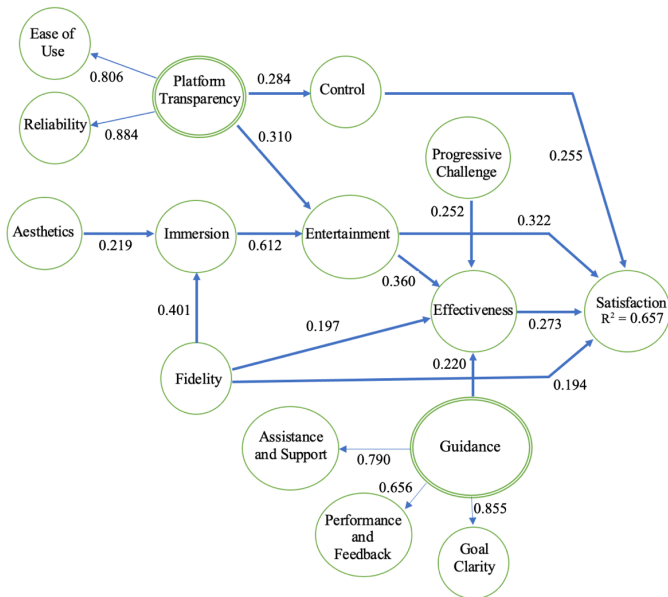 Ease of
Use
0.806
Platform
Transparency
0.284
Control
Reliability
0.884
0.310
Progressive
Challenge
0.255
Aesthetics
0.219
Immersion
0.612
Entertainment
0.252
0.322
0.360
0.401
0.197
Effectiveness
0.273
Satisfaction
R² = 0.657
Fidelity
0.220
0.194
Assistance
and Support
0.790
Guidance
0.656
0.855
Performance
and
Feedback
Goal
Clarity